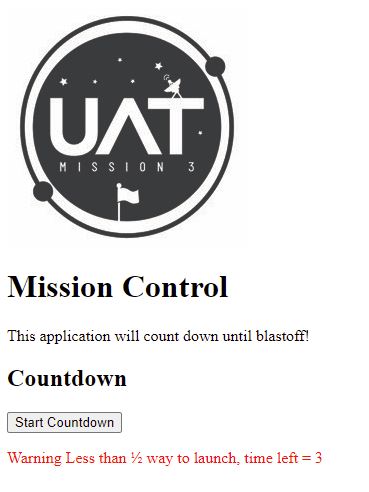 UAT
MISSION 3
Mission Control
This application will count down until blastoff!
Countdown
Start Countdown
Warning Less than ½ way to launch, time left = 3